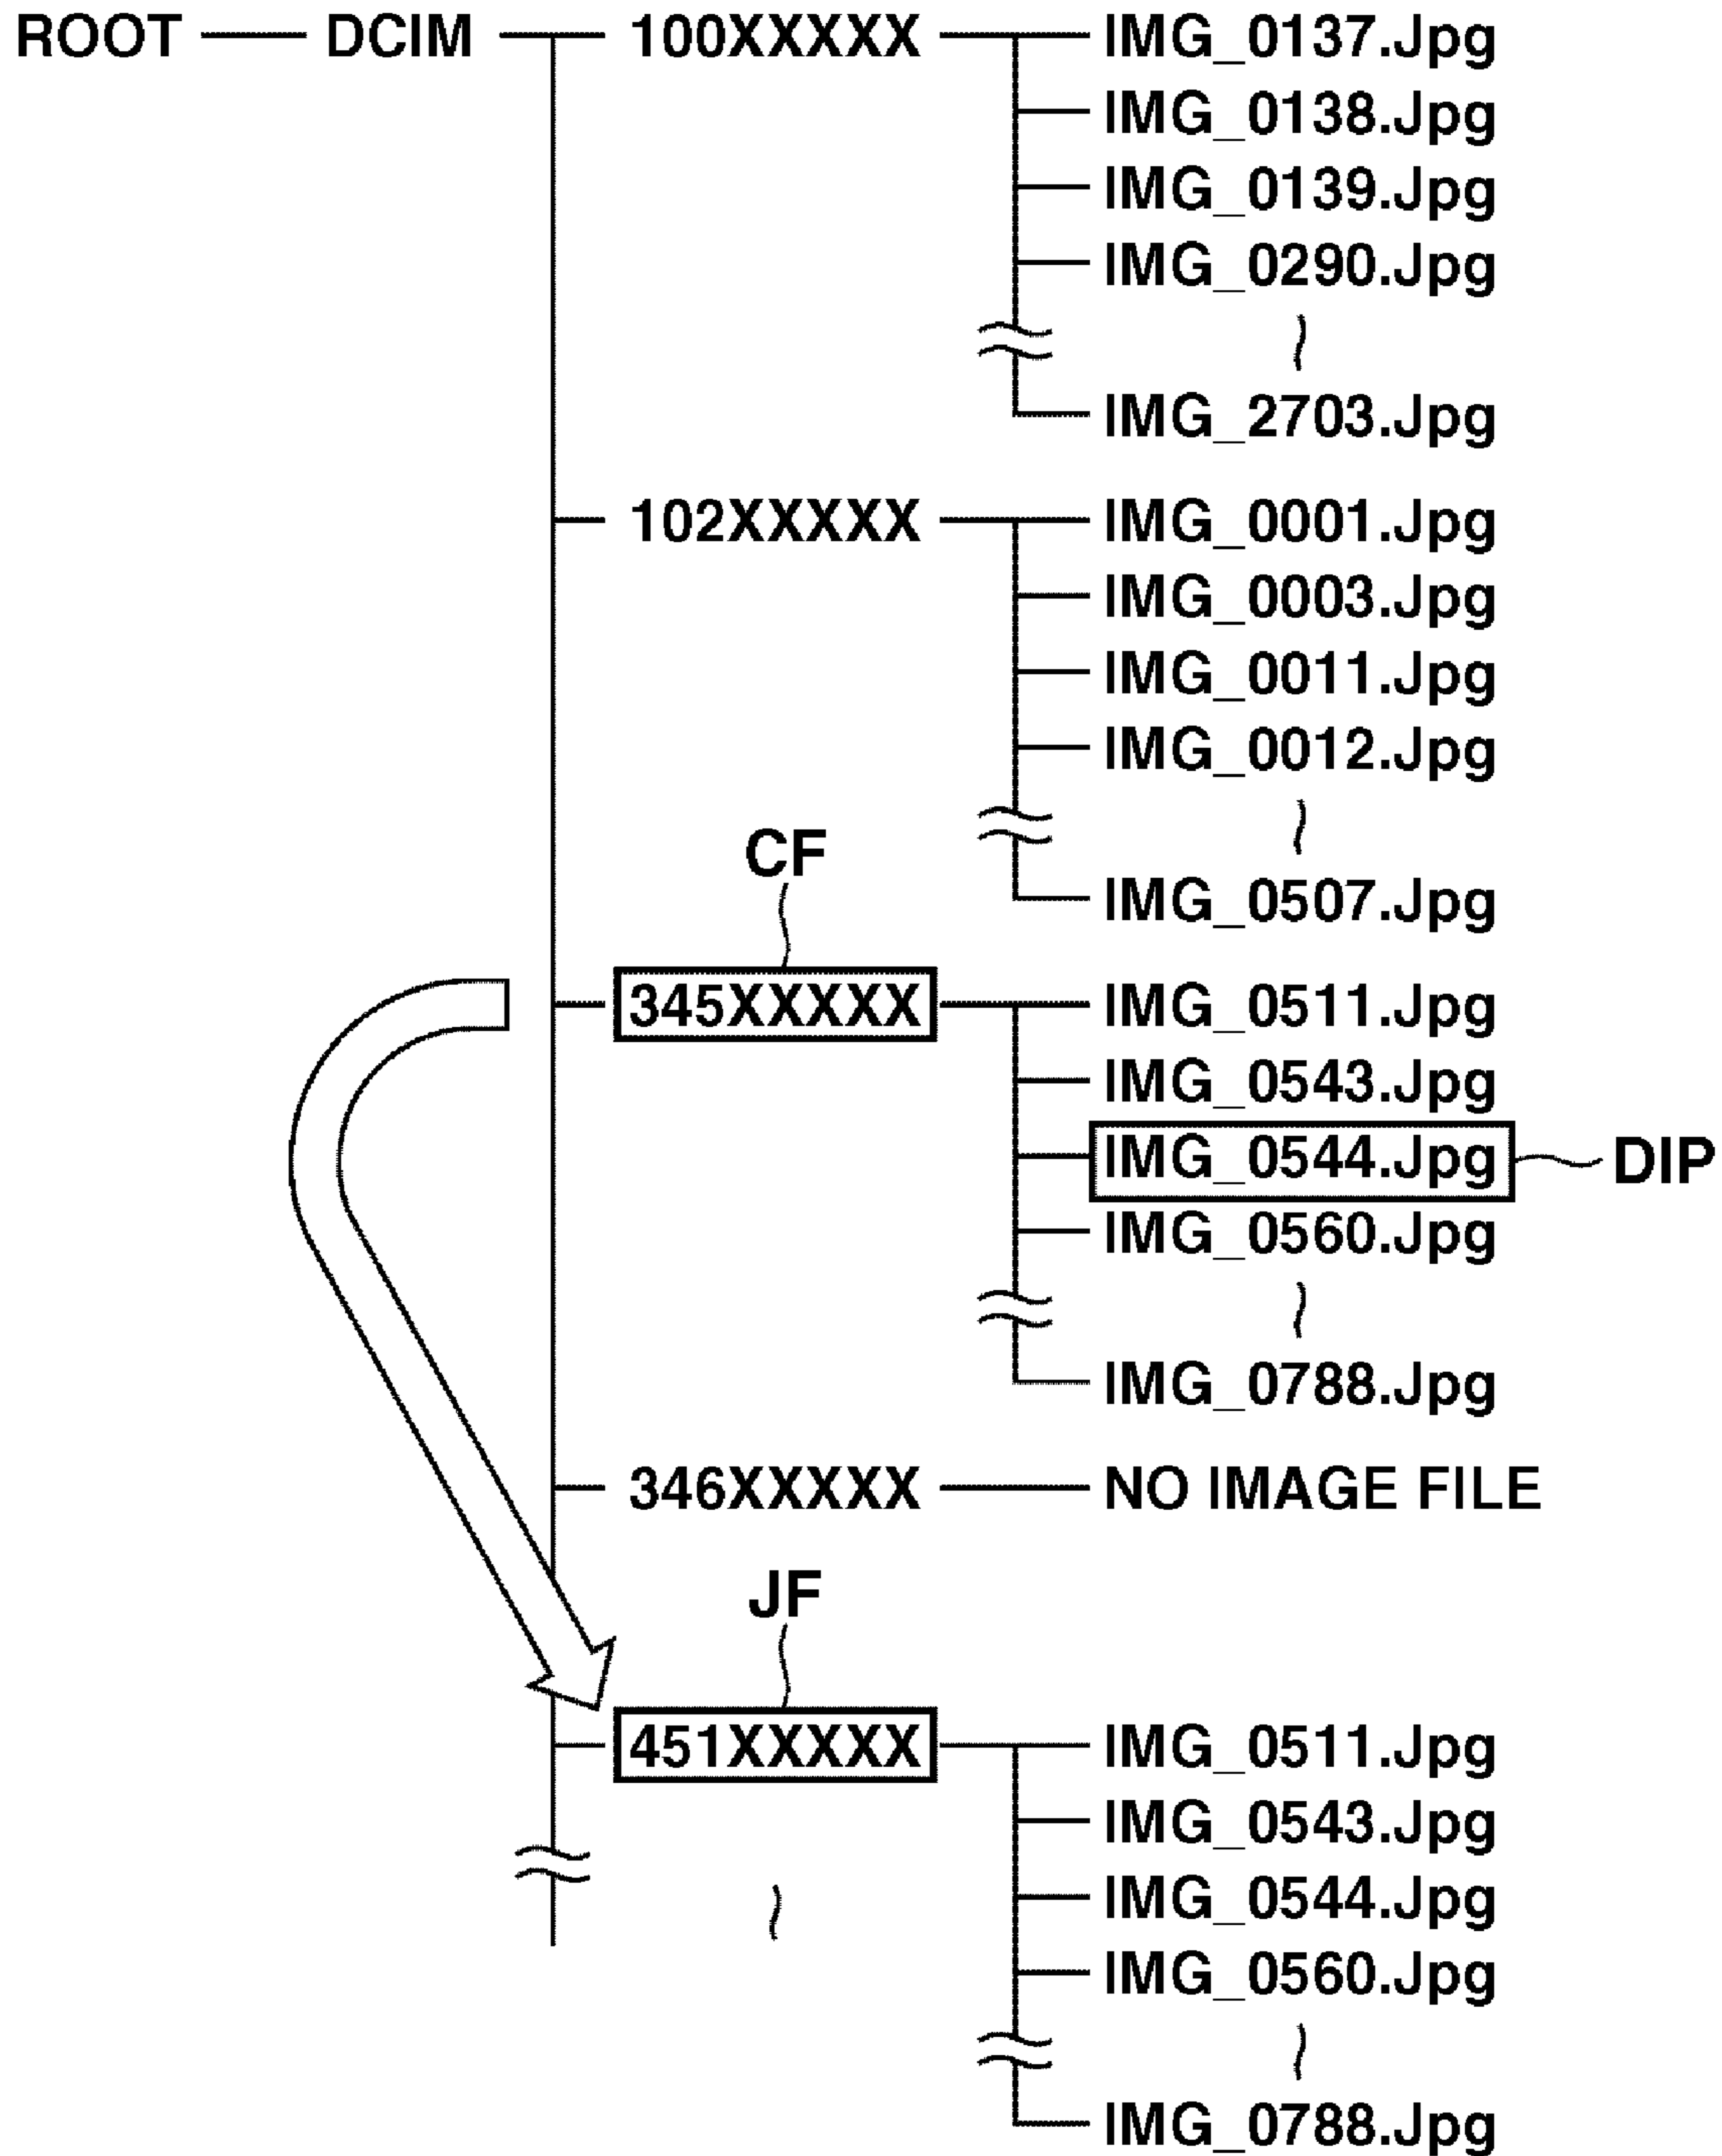 ROOT DCIM 100XXXXX IMG_0137.Jpg
IMG_0138.Jpg
IMG_0139.Jpg
IMG_0290.Jpg
IMG_2703.Jpg
102XXXXX IMG_0001.Jpg
IMG_0003.Jpg
IMG_0011.Jpg
IMG_0012.Jpg
CF
IMG_0507.Jpg
345XXXXX IMG_0511.Jpg
IMG_0543.Jpg
IMG_0544.Jpg DIP
IMG_0560.Jpg
IMG_0788.Jpg
346XXXXX NO IMAGE FILE
JF
451XXXXX IMG_0511.Jpg
IMG_0543.Jpg
IMG_0544.Jpg
IMG_0560.Jpg
IMG_0788.Jpg